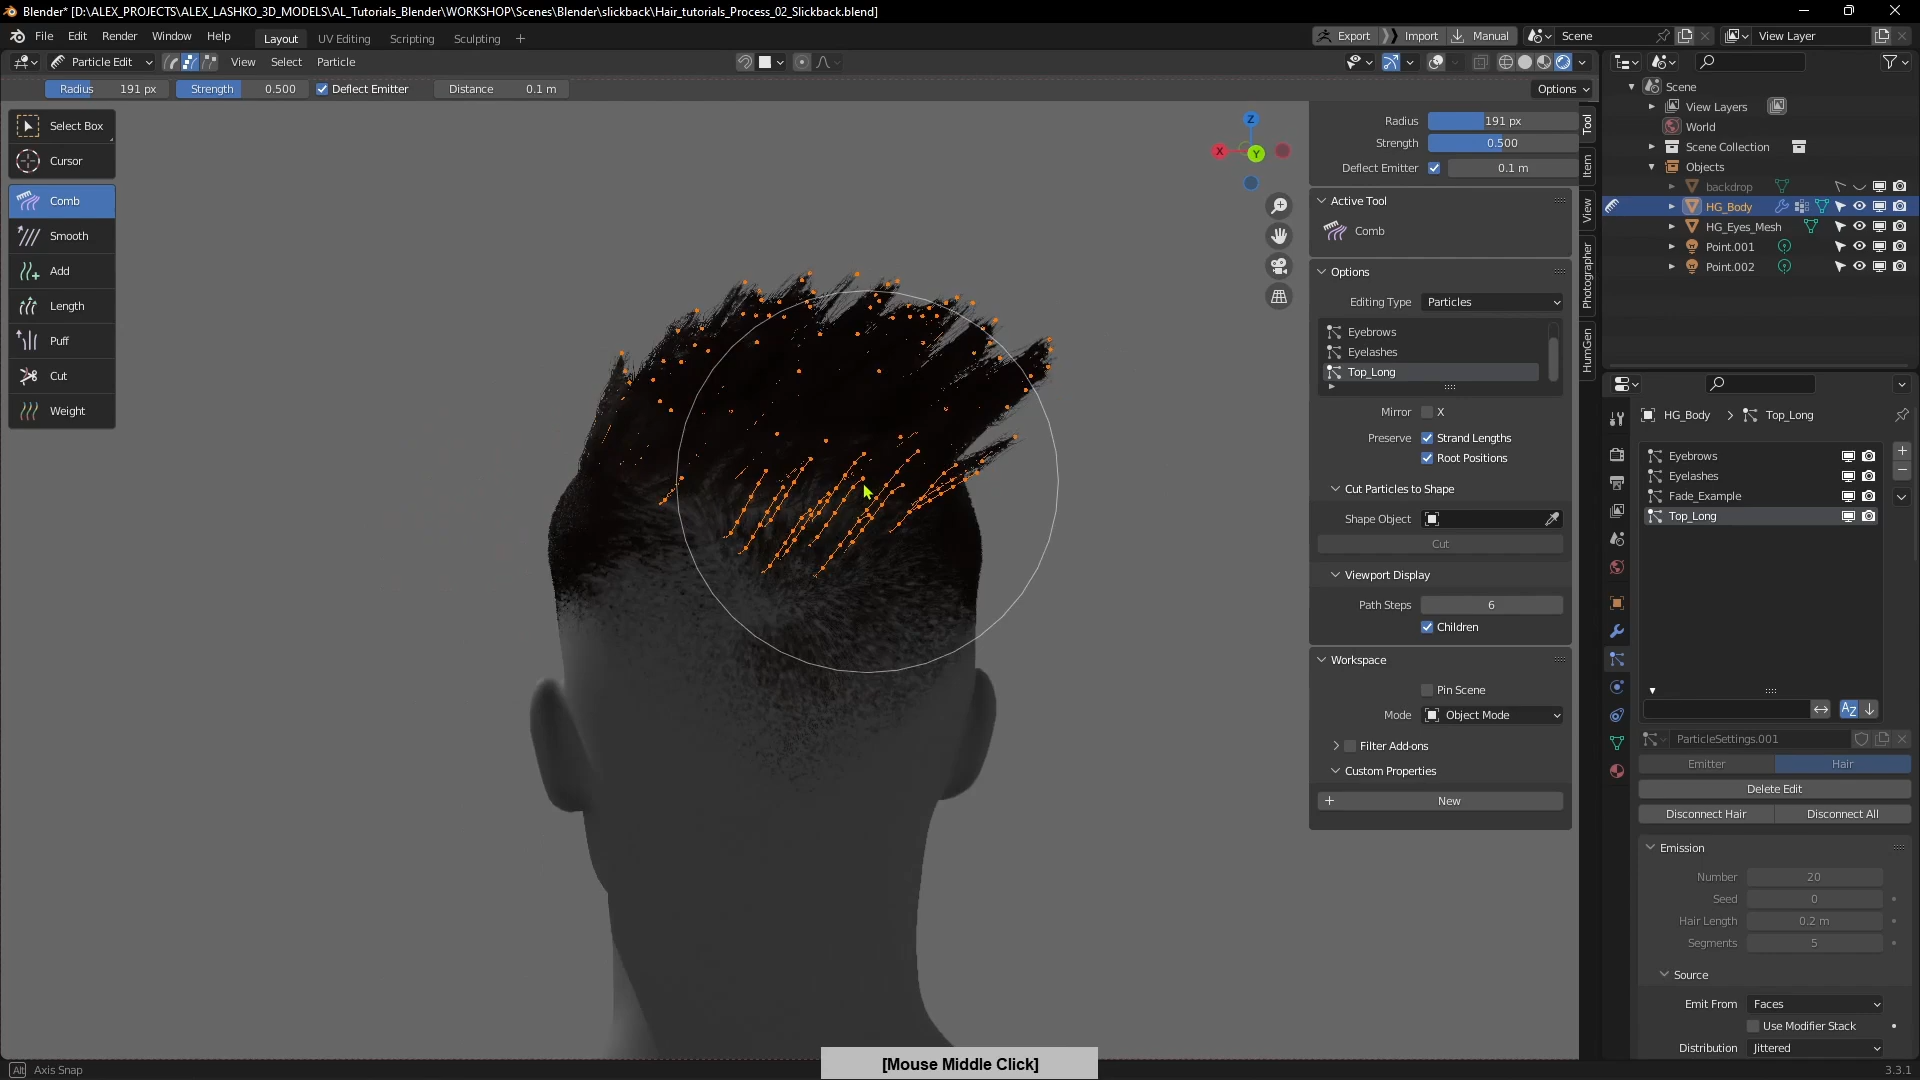 Blender* [D:\ALEX_PROJECTS\ALEX_LASHKO_3D_MODELS\AL_Tutorials_Blender\WORKSHOP\Scenes\Blender\slickback\Hair_tutorials_Process_02_Slickback.blend]
File Edit Render Window Help Layout UV Editing Scripting Sculpting + Export Import Manual Scene View Layer
Particle Edit View Select Particle
Radius 191 px Strength 0.500 Deflect Emitter Distance 0.1 m Options
Select Box
Cursor
Comb
Smooth
Add
Length
Puff
Cut
Weight
Z
X
Y
Radius 191 px
Strength 0.500
Deflect Emitter 0.1 m
Active Tool
Comb
Options
Editing Type Particles
Eyebrows
Eyelashes
Top_Long
Mirror X
Preserve Strand Lengths
Root Positions
Cut Particles to Shape
Shape Object
Cut
Viewport Display
Path Steps 6
Children
Workspace
Pin Scene
Mode Object Mode
Filter Add-ons
Custom Properties
+ New
Tool
Item
View
Photographer
HumGen
Scene
View Layers
World
Scene Collection
Objects
backdrop
HG_Body
HG_Eyes_Mesh
Point.001
Point.002
HG_Body > Top_Long
Eyebrows
Eyelashes
Fade_Example
Top_Long
AZ
ParticleSettings.001
Emitter Hair
Delete Edit
Disconnect Hair Disconnect All
Emission
Number 20
Seed 0
Hair Length 0.2 m
Segments 5
Source
Emit From Faces
Use Modifier Stack
Distribution Jittered
[Mouse Middle Click]
Alt Axis Snap
3.3.1